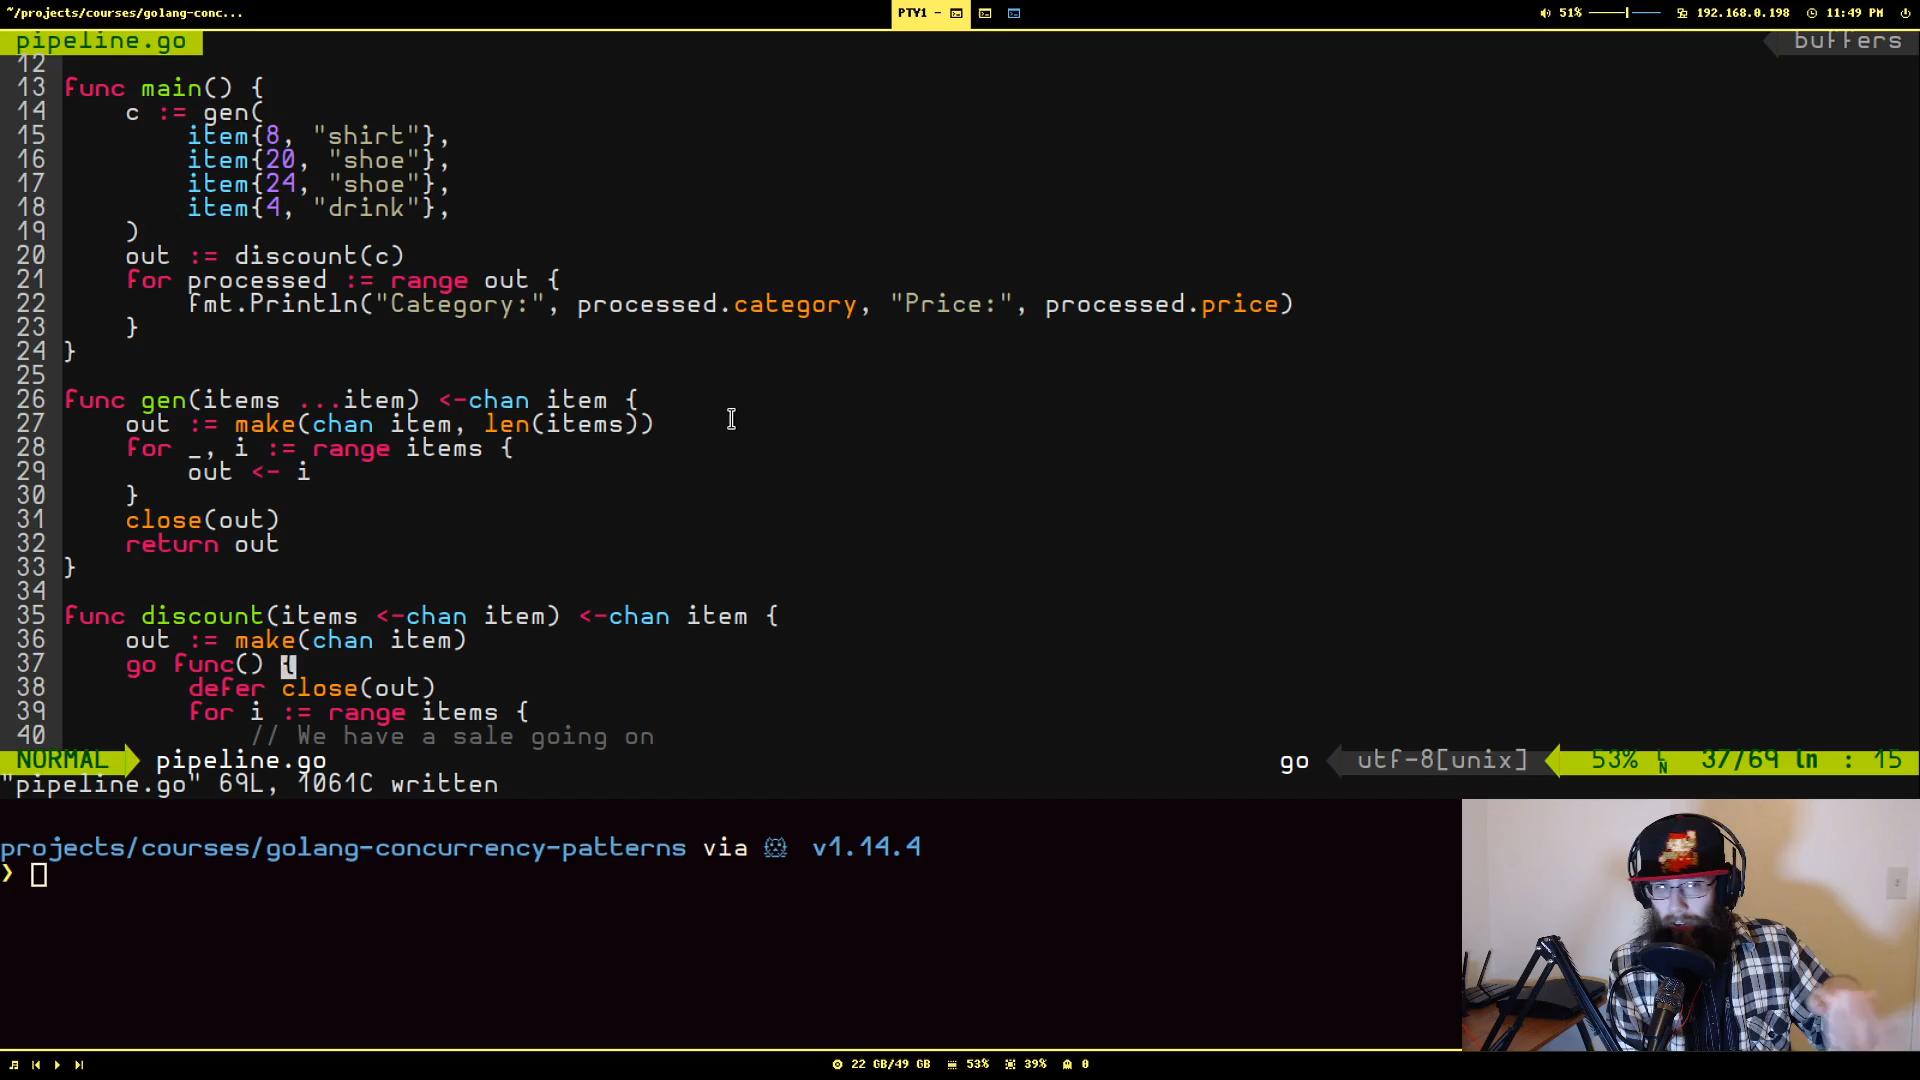 ~/projects/courses/golang-conc...
PTY1 -
51% 192.168.0.198 11:49 PM
pipeline.go buffers
12
13 func main() {
14 c := gen(
15 item{8, "shirt"},
16 item{20, "shoe"},
17 item{24, "shoe"},
18 item{4, "drink"},
19 )
20 out := discount(c)
21 for processed := range out {
22 fmt.Println("Category:", processed.category, "Price:", processed.price)
23 }
24 }
25
26 func gen(items ...item) <-chan item {
27 out := make(chan item, len(items))
28 for _, i := range items {
29 out <- i
30 }
31 close(out)
32 return out
33 }
34
35 func discount(items <-chan item) <-chan item {
36 out := make(chan item)
37 go func() {
38 defer close(out)
39 for i := range items {
40 // We have a sale going on
NORMAL pipeline.go go utf-8[unix] 53% LN 37/69 ln : 15
"pipeline.go" 69L, 1061C written
projects/courses/golang-concurrency-patterns via v1.14.4
❯
22 GB/49 GB 53% 39% 0